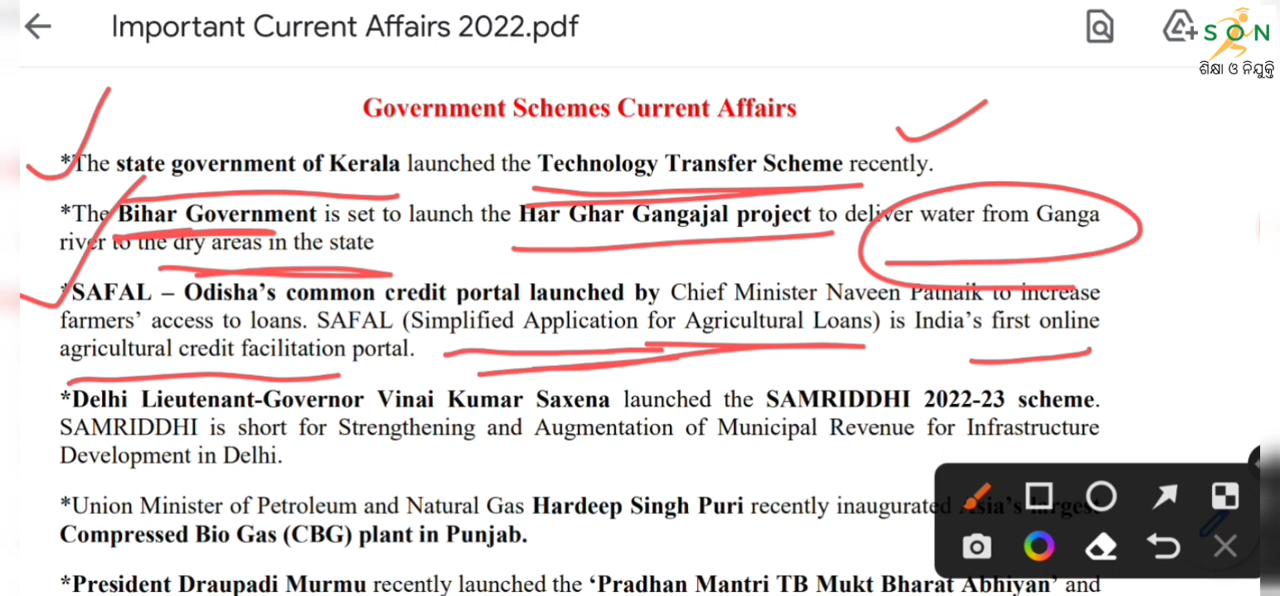 Important Current Affairs 2022.pdf
SON
ଶିକ୍ଷା ଓ ନିଯୁକ୍ତି
Government Schemes Current Affairs
*The state government of Kerala launched the Technology Transfer Scheme recently.
*The Bihar Government is set to launch the Har Ghar Gangajal project to deliver water from Ganga
river to the dry areas in the state
*SAFAL – Odisha's common credit portal launched by Chief Minister Naveen Patnaik to increase
farmers' access to loans. SAFAL (Simplified Application for Agricultural Loans) is India's first online
agricultural credit facilitation portal.
*Delhi Lieutenant-Governor Vinai Kumar Saxena launched the SAMRIDDHI 2022-23 scheme.
SAMRIDDHI is short for Strengthening and Augmentation of Municipal Revenue for Infrastructure
Development in Delhi.
*Union Minister of Petroleum and Natural Gas Hardeep Singh Puri recently inaugurated Asia's largest
Compressed Bio Gas (CBG) plant in Punjab.
*President Draupadi Murmu recently launched the ‘Pradhan Mantri TB Mukt Bharat Abhiyan’ and